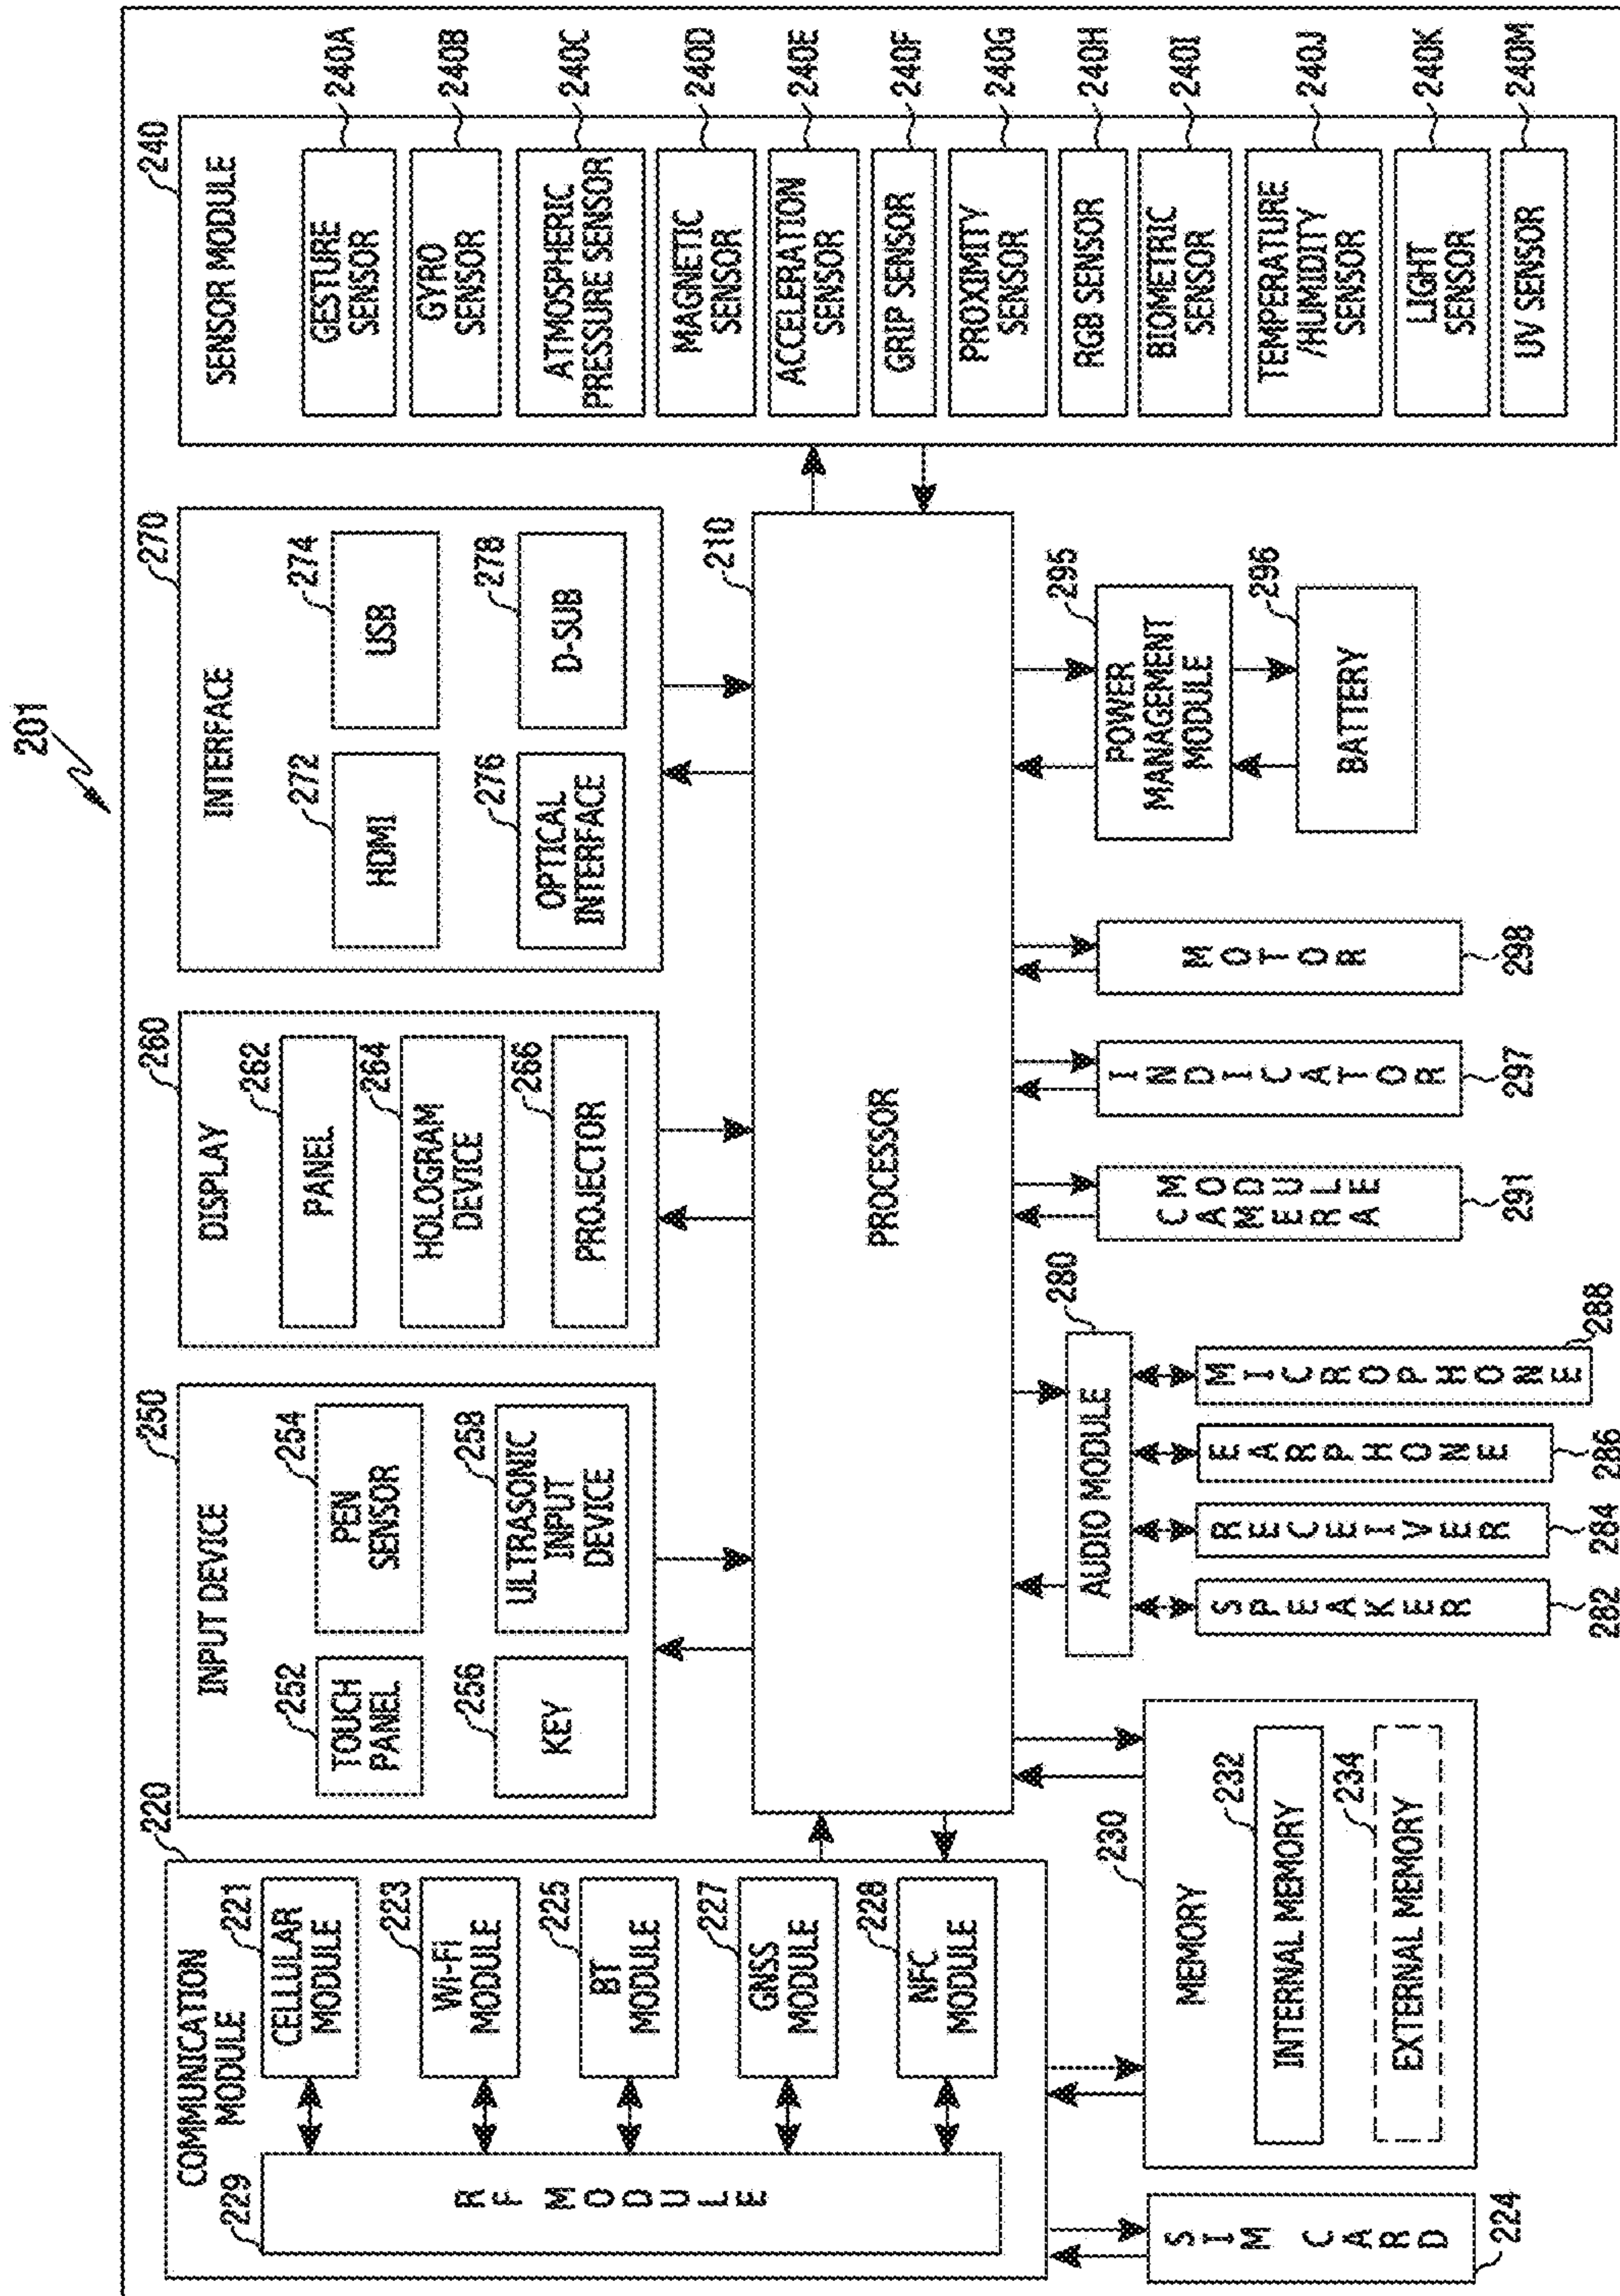 201
COMMUNICATION
MODULE
220
229
RF MODULE
221
CELLULAR
MODULE
223
Wi-Fi
MODULE
225
BT
MODULE
227
GNSS
MODULE
228
NFC
MODULE
INPUT DEVICE
250
252
TOUCH
PANEL
254
PEN
SENSOR
256
KEY
258
ULTRASONIC
INPUT
DEVICE
DISPLAY
260
262
PANEL
264
HOLOGRAM
DEVICE
266
PROJECTOR
INTERFACE
270
272
HDMI
274
USB
276
OPTICAL
INTERFACE
278
D-SUB
SENSOR MODULE
240
GESTURE
SENSOR
240A
GYRO
SENSOR
240B
ATMOSPHERIC
PRESSURE SENSOR
240C
MAGNETIC
SENSOR
240D
ACCELERATION
SENSOR
240E
GRIP SENSOR
240F
PROXIMITY
SENSOR
240G
RGB SENSOR
240H
BIOMETRIC
SENSOR
240I
TEMPERATURE
/HUMIDITY
SENSOR
240J
LIGHT
SENSOR
240K
UV SENSOR
240M
PROCESSOR
210
SIM CARD
224
MEMORY
230
232
INTERNAL MEMORY
234
EXTERNAL MEMORY
AUDIO MODULE
280
SPEAKER
282
RECEIVER
284
EARPHONE
286
MICROPHONE
288
CAMERA
MODULE
291
INDICATOR
297
MOTOR
298
POWER
MANAGEMENT
MODULE
295
BATTERY
296